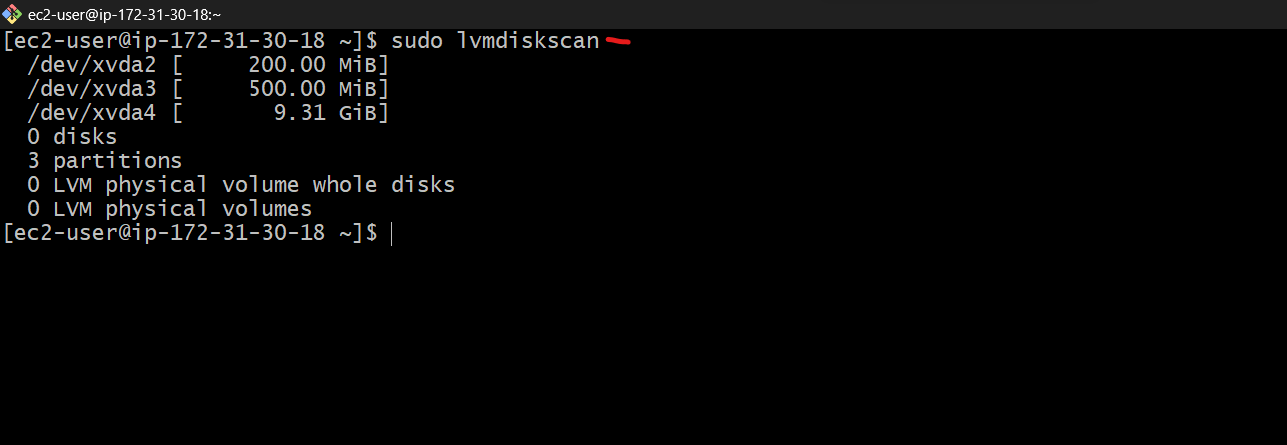 ec2-user@ip-172-31-30-18:~
[ec2-user@ip-172-31-30-18 ~]$ sudo lvmdiskscan
  /dev/xvda2 [     200.00 MiB]
  /dev/xvda3 [     500.00 MiB]
  /dev/xvda4 [       9.31 GiB]
  0 disks
  3 partitions
  0 LVM physical volume whole disks
  0 LVM physical volumes
[ec2-user@ip-172-31-30-18 ~]$